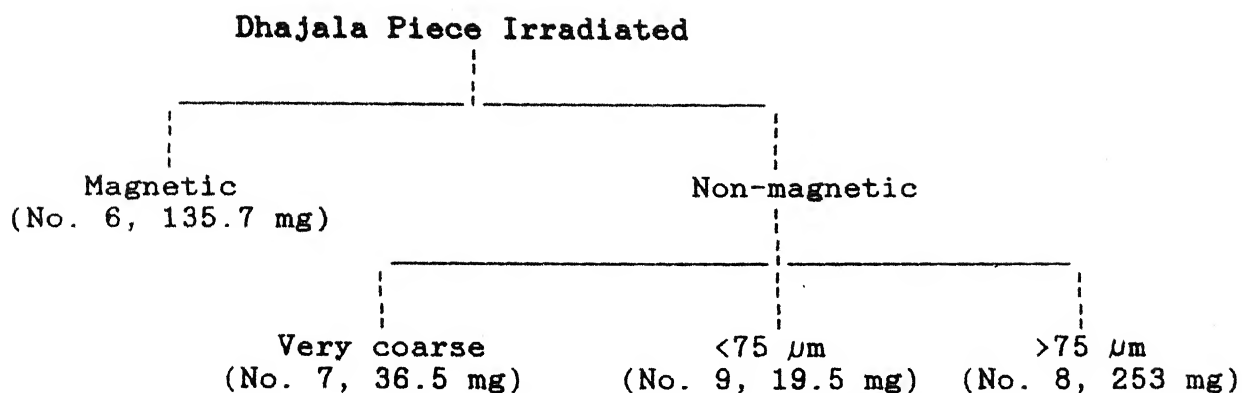 Dhajala Piece Irradiated
Magnetic
(No. 6, 135.7 mg)
Non-magnetic
Very coarse
(No. 7, 36.5 mg)
<75 μm
(No. 9, 19.5 mg)
>75 μm
(No. 8, 253 mg)